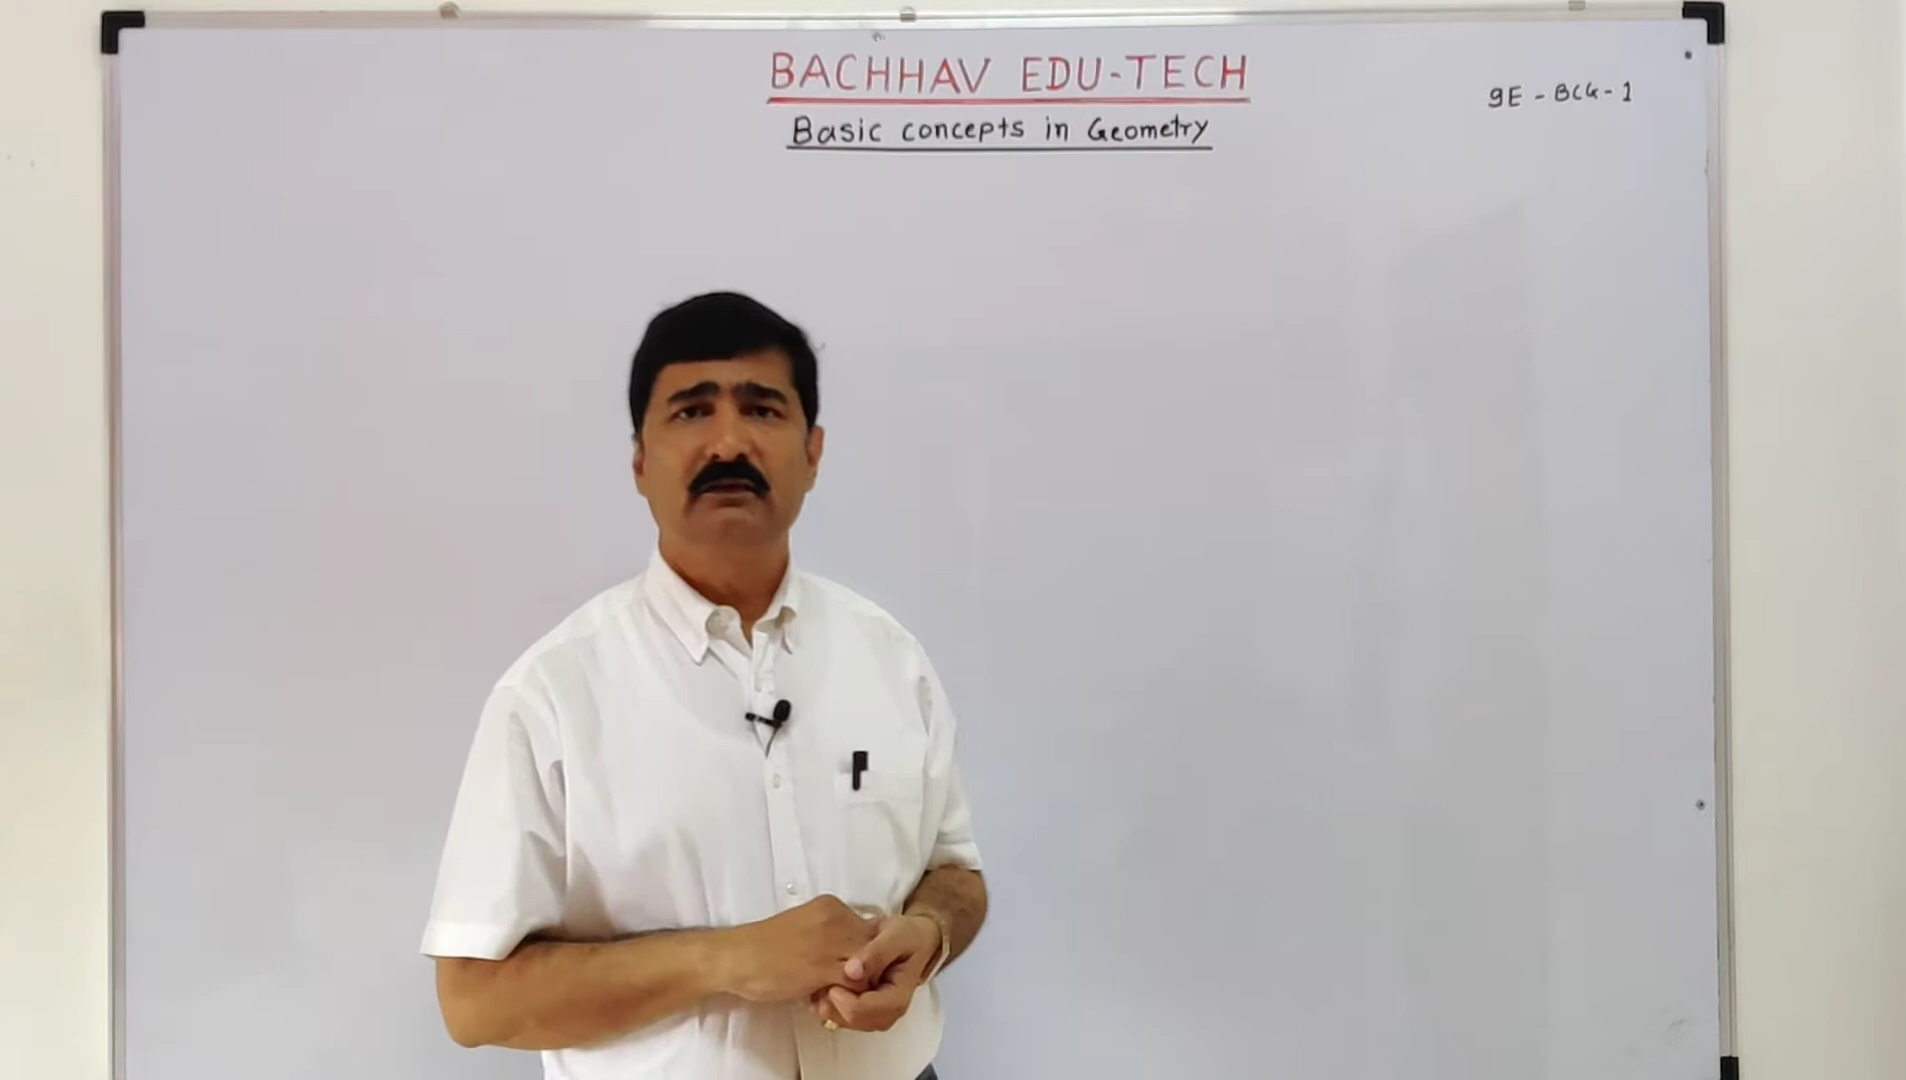 BACHHAV EDU-TECH
9E - BCG - 1
Basic concepts in Geometry